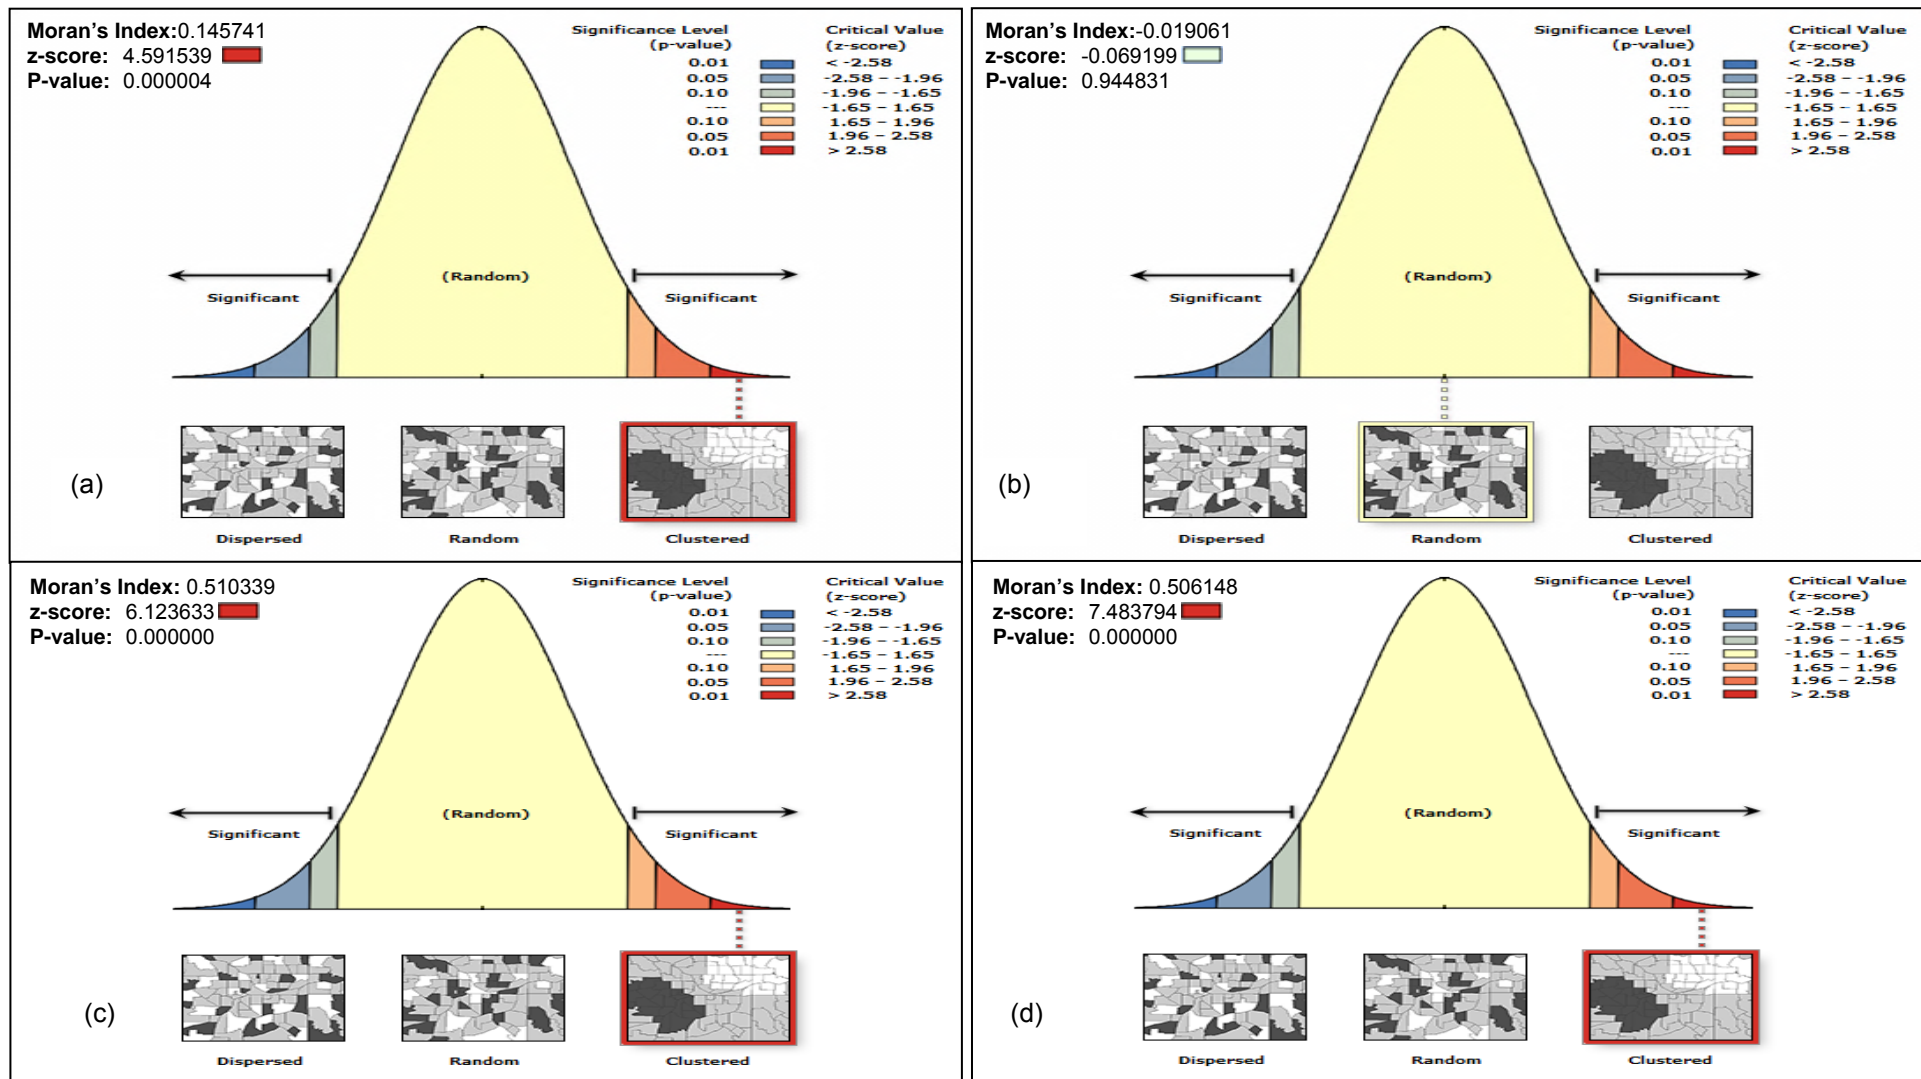 Moran's Index:0.145741
z-score: 4.591539
P-value: 0.000004
Significance Level
(p-value)
Critical Value
(z-score)
0.01 < -2.58
0.05 -2.58 – -1.96
0.10 -1.96 – -1.65
--- -1.65 – 1.65
0.10 1.65 – 1.96
0.05 1.96 – 2.58
0.01 > 2.58
(Random)
Significant
Significant
(a)
Dispersed
Random
Clustered
Moran's Index:-0.019061
z-score: -0.069199
P-value: 0.944831
Significance Level
(p-value)
Critical Value
(z-score)
0.01 < -2.58
0.05 -2.58 – -1.96
0.10 -1.96 – -1.65
--- -1.65 – 1.65
0.10 1.65 – 1.96
0.05 1.96 – 2.58
0.01 > 2.58
(Random)
Significant
Significant
(b)
Dispersed
Random
Clustered
Moran's Index: 0.510339
z-score: 6.123633
P-value: 0.000000
Significance Level
(p-value)
Critical Value
(z-score)
0.01 < -2.58
0.05 -2.58 – -1.96
0.10 -1.96 – -1.65
--- -1.65 – 1.65
0.10 1.65 – 1.96
0.05 1.96 – 2.58
0.01 > 2.58
(Random)
Significant
Significant
(c)
Dispersed
Random
Clustered
Moran's Index: 0.506148
z-score: 7.483794
P-value: 0.000000
Significance Level
(p-value)
Critical Value
(z-score)
0.01 < -2.58
0.05 -2.58 – -1.96
0.10 -1.96 – -1.65
--- -1.65 – 1.65
0.10 1.65 – 1.96
0.05 1.96 – 2.58
0.01 > 2.58
(Random)
Significant
Significant
(d)
Dispersed
Random
Clustered